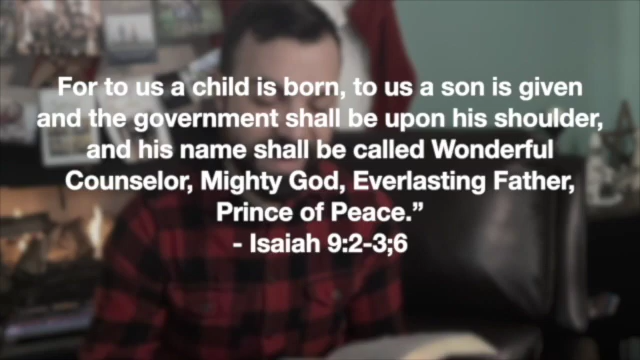 For to us a child is born, to us a son is given
and the government shall be upon his shoulder,
and his name shall be called Wonderful
Counselor, Mighty God, Everlasting Father,
Prince of Peace.”
- Isaiah 9:2-3;6